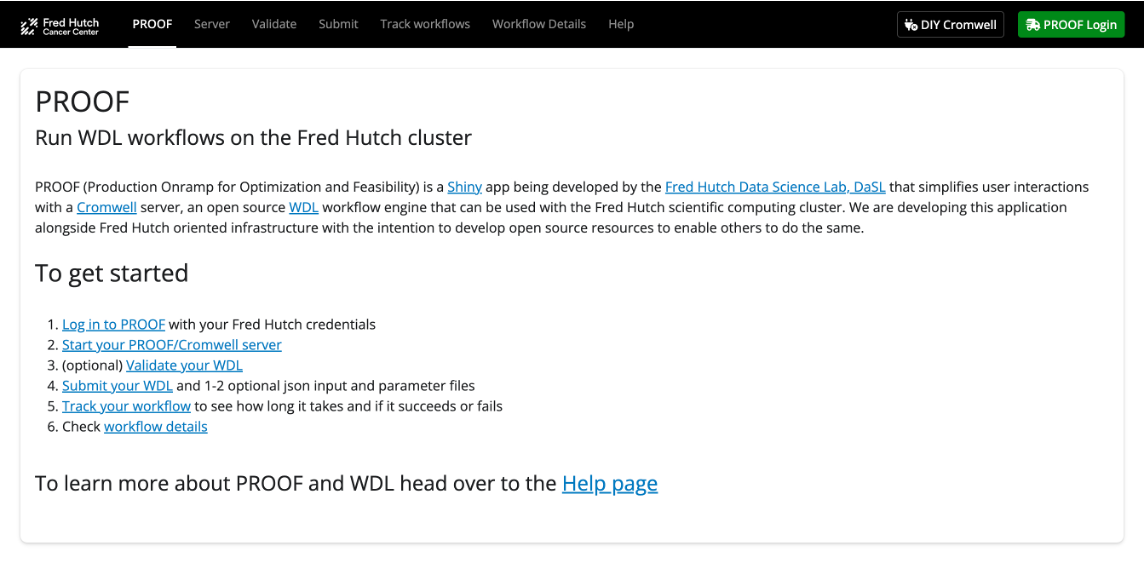 Fred Hutch
Cancer Center
PROOF Server Validate Submit Track workflows Workflow Details Help
DIY Cromwell PROOF Login
PROOF
Run WDL workflows on the Fred Hutch cluster
PROOF (Production Onramp for Optimization and Feasibility) is a Shiny app being developed by the Fred Hutch Data Science Lab, DaSL that simplifies user interactions
with a Cromwell server, an open source WDL workflow engine that can be used with the Fred Hutch scientific computing cluster. We are developing this application
alongside Fred Hutch oriented infrastructure with the intention to develop open source resources to enable others to do the same.
To get started
1. Log in to PROOF with your Fred Hutch credentials
2. Start your PROOF/Cromwell server
3. (optional) Validate your WDL
4. Submit your WDL and 1-2 optional json input and parameter files
5. Track your workflow to see how long it takes and if it succeeds or fails
6. Check workflow details
To learn more about PROOF and WDL head over to the Help page